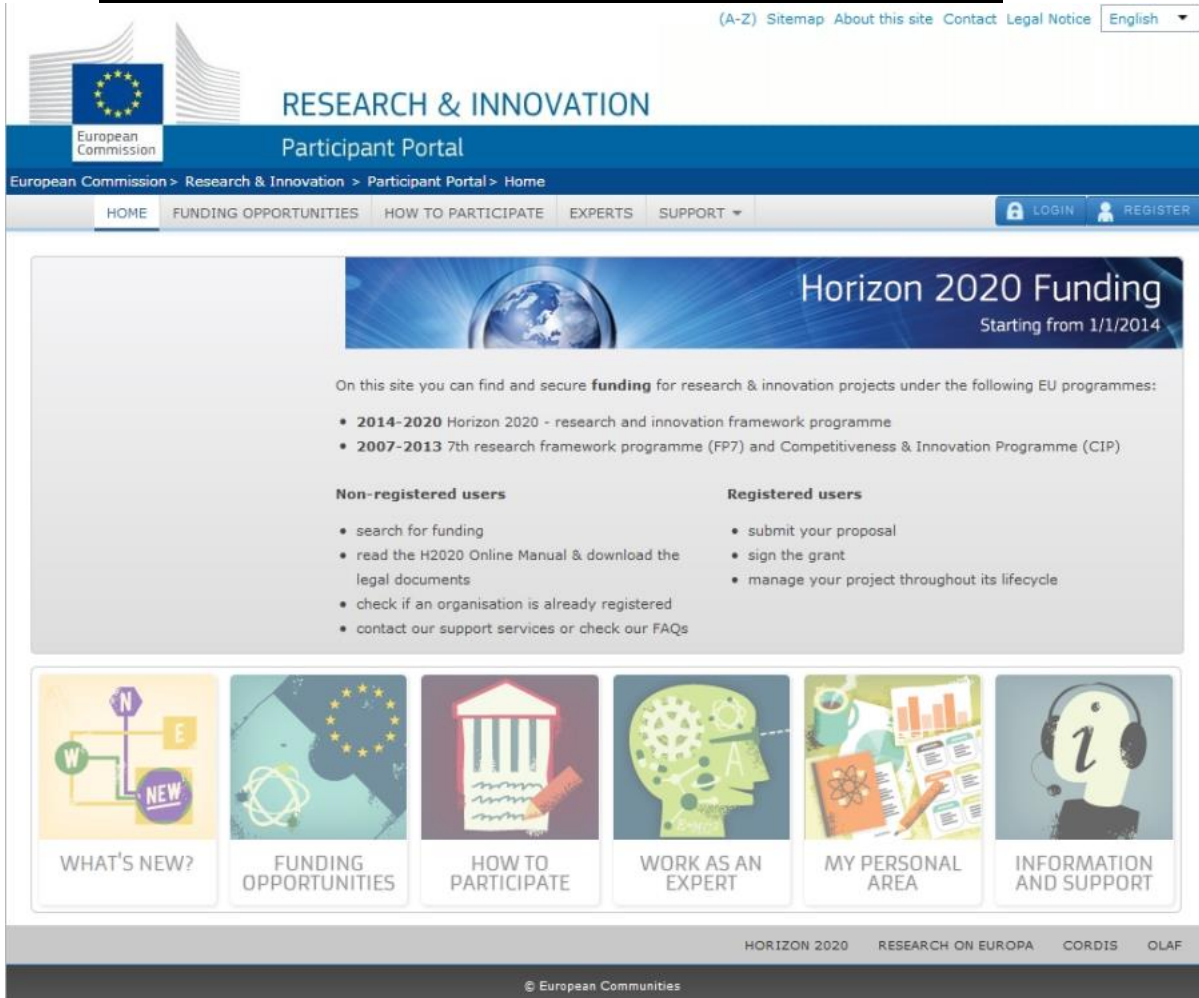 (A-Z) Sitemap About this site Contact Legal Notice English
European
Commission
RESEARCH & INNOVATION
Participant Portal
European Commission > Research & Innovation > Participant Portal > Home
HOME FUNDING OPPORTUNITIES HOW TO PARTICIPATE EXPERTS SUPPORT LOGIN REGISTER
Horizon 2020 Funding
Starting from 1/1/2014
On this site you can find and secure funding for research & innovation projects under the following EU programmes:
• 2014-2020 Horizon 2020 - research and innovation framework programme
• 2007-2013 7th research framework programme (FP7) and Competitiveness & Innovation Programme (CIP)
Non-registered users
• search for funding
• read the H2020 Online Manual & download the
legal documents
• check if an organisation is already registered
• contact our support services or check our FAQs
Registered users
• submit your proposal
• sign the grant
• manage your project throughout its lifecycle
N
E
W
NEW
WHAT'S NEW?
FUNDING
OPPORTUNITIES
HOW TO
PARTICIPATE
A
WORK AS AN
EXPERT
MY PERSONAL
AREA
i
INFORMATION
AND SUPPORT
HORIZON 2020 RESEARCH ON EUROPA CORDIS OLAF
© European Communities